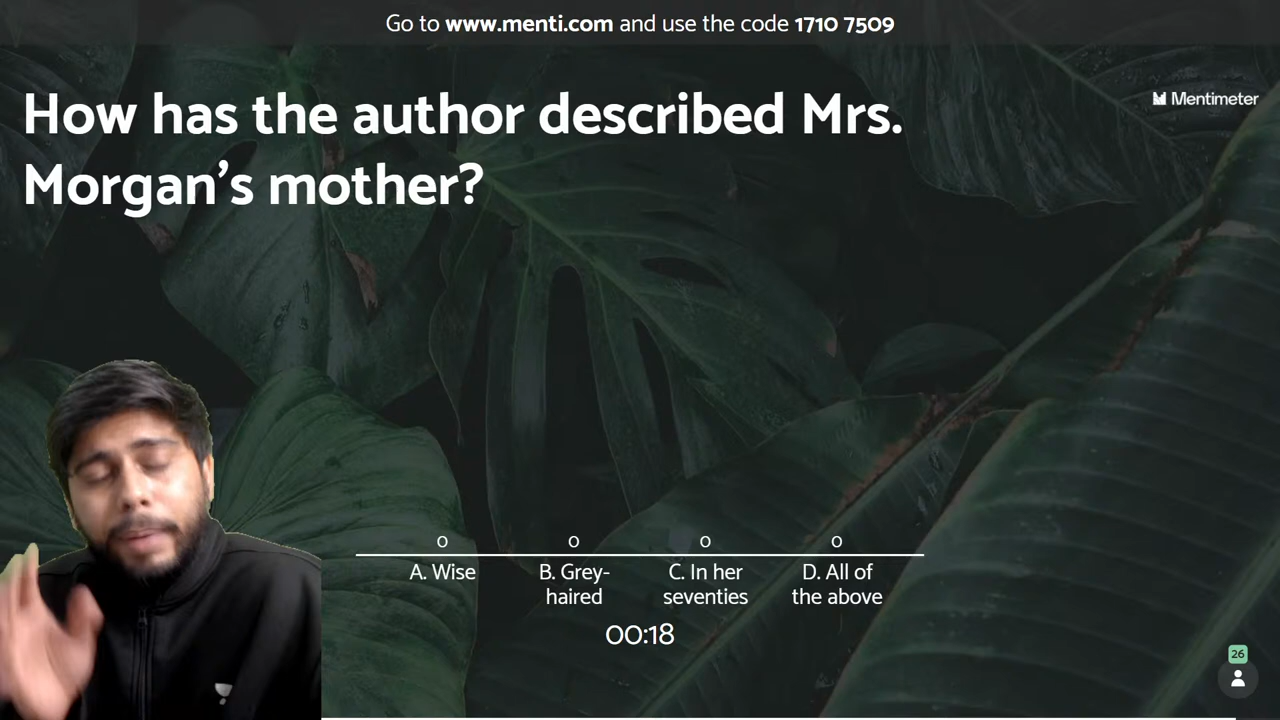 Go to www.menti.com and use the code 1710 7509
Mentimeter
How has the author described Mrs.
Morgan's mother?
0 0 0 0
A. Wise B. Grey- C. In her D. All of
haired seventies the above
00:18
26